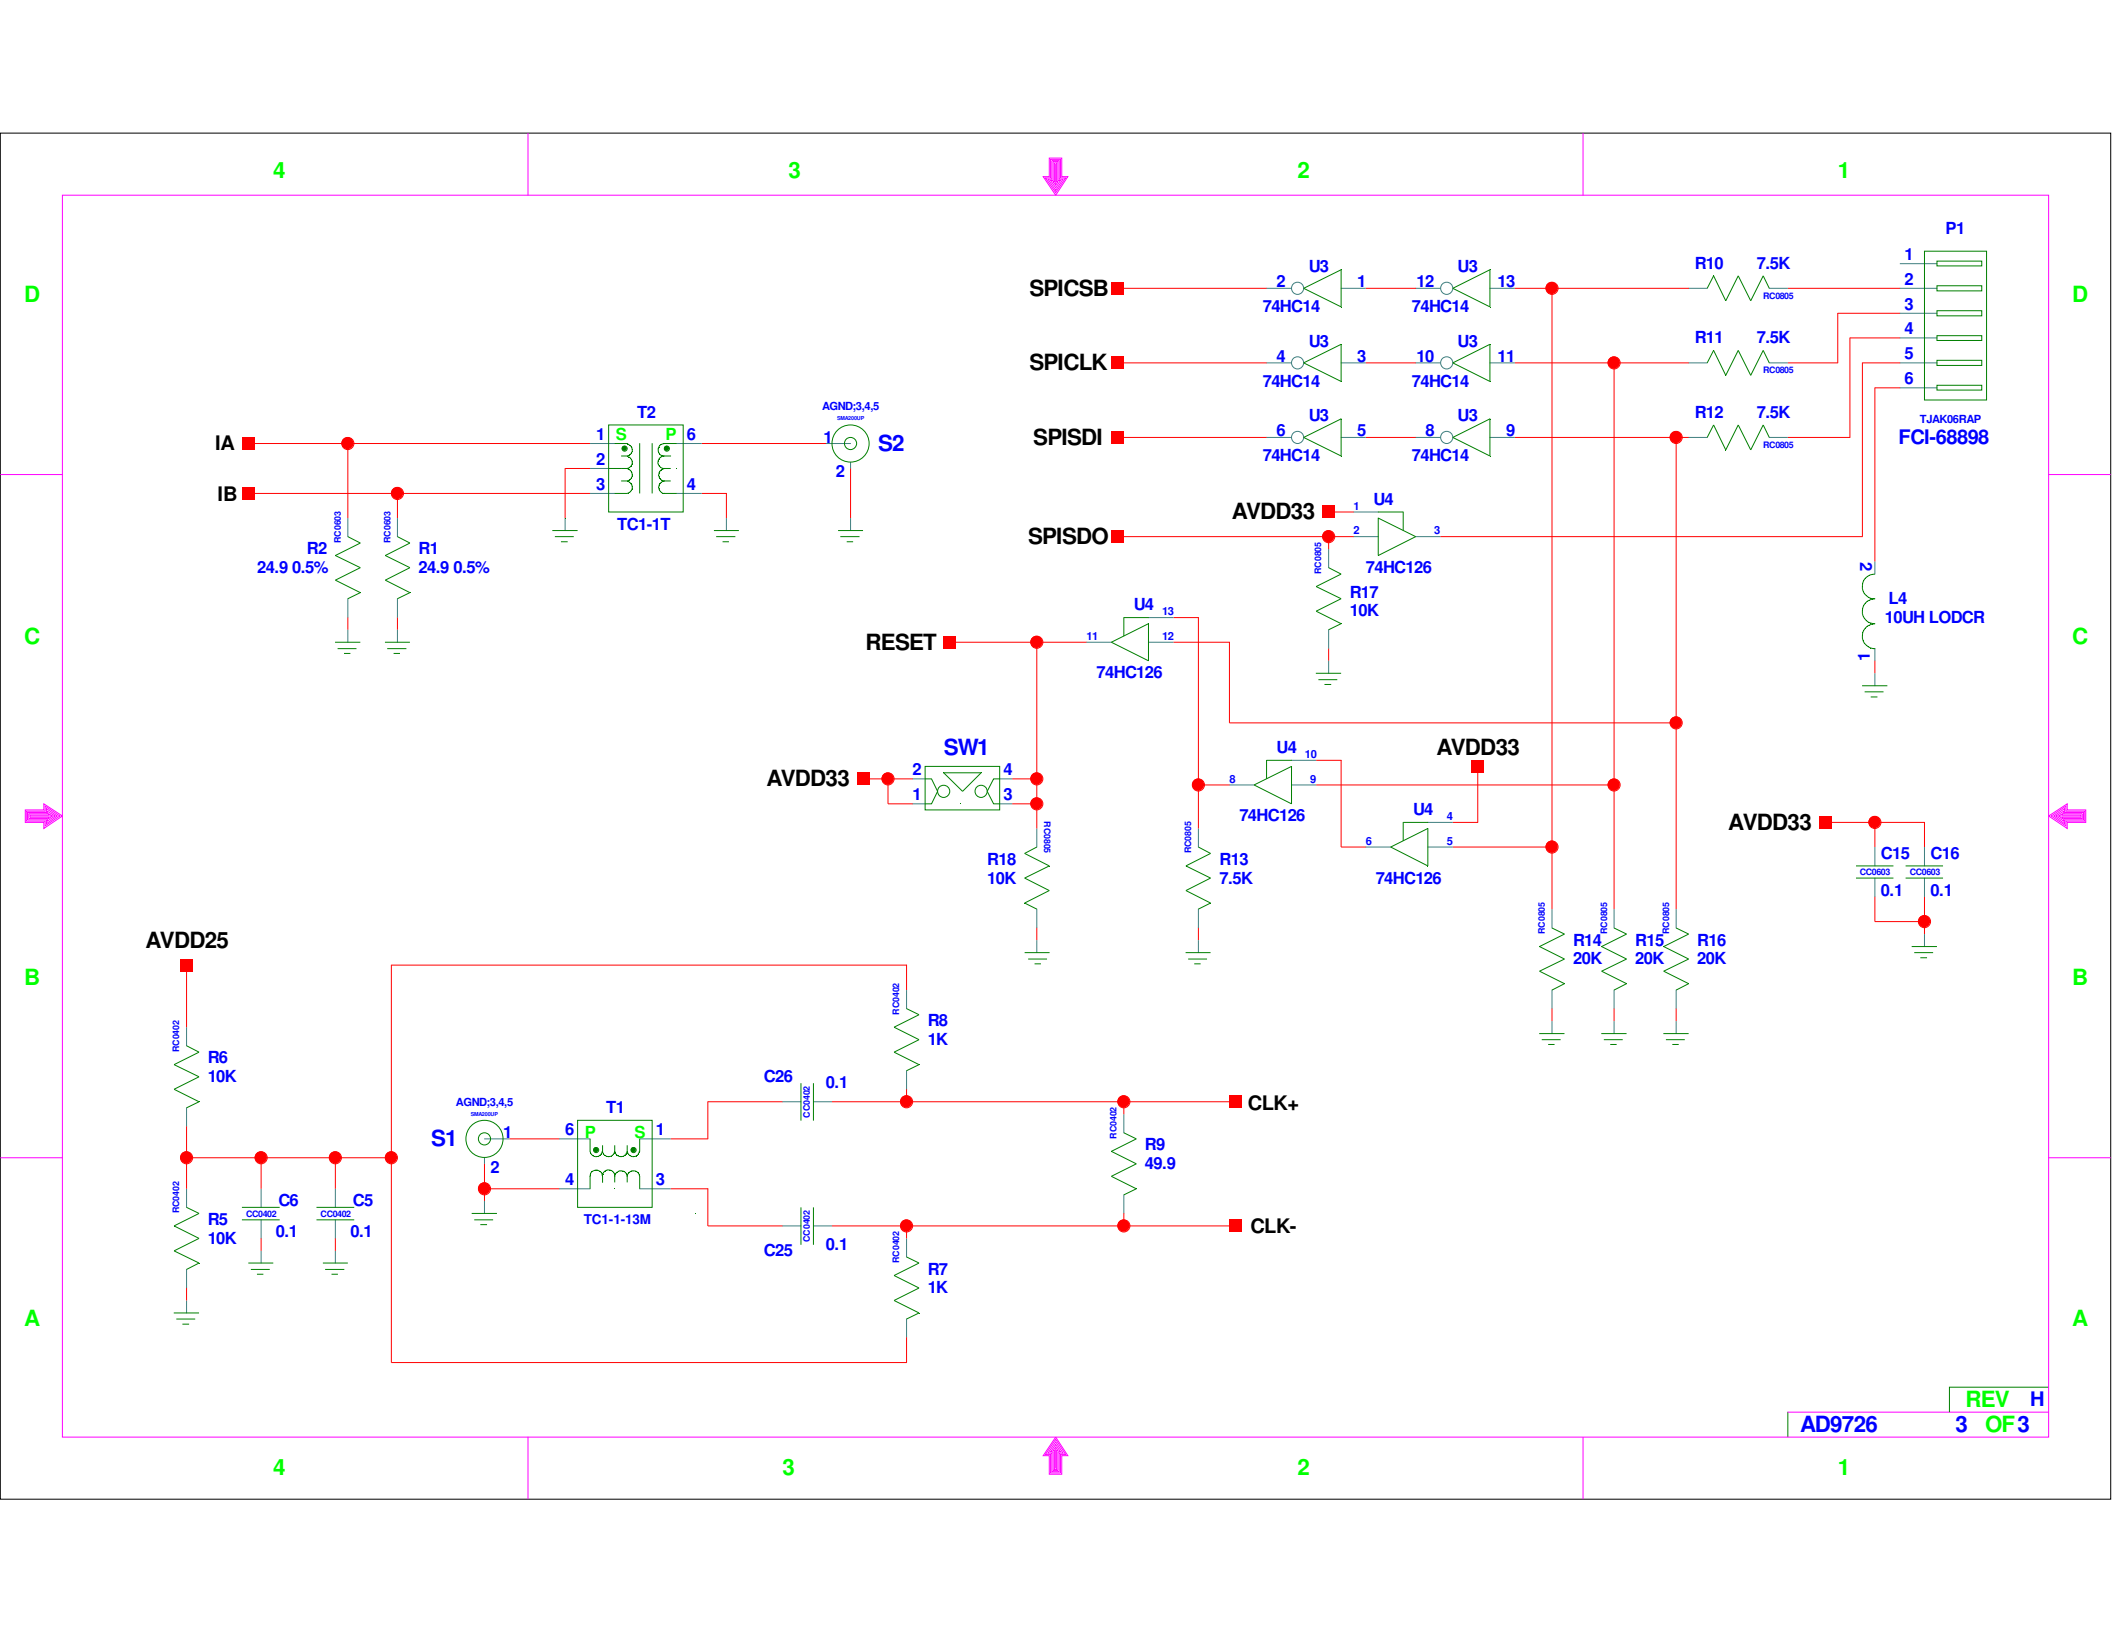 4 3 2 1
D D
P1
1
2
3
4
5
6
TJAK06RAP
FCI-68898
SPICSB 2 U3 1 12 U3 13 R10 7.5K
74HC14 74HC14 RC0805
SPICLK 4 U3 3 10 U3 11 R11 7.5K
74HC14 74HC14 RC0805
SPISDI 6 U3 5 8 U3 9 R12 7.5K
74HC14 74HC14 RC0805
AGND;3,4,5
SMA200UP
T2
IA 1 S P 6 1 S2
2 2
IB 3 4
TC1-1T
RC0603 RC0603
R2 R1
24.9 0.5% 24.9 0.5%
AVDD33 1 U4
SPISDO 2 3
74HC126
RC0805
R17
10K
2
L4
10UH LODCR
1
C C
U4 13
RESET 11 12
74HC126
SW1
AVDD33 2 4
1 3
RC0805
R18
10K
U4 10
8 9
74HC126
AVDD33
U4 4
6 5
74HC126
RC0805
R13
7.5K
AVDD33
C15 C16
CC0603 CC0603
0.1 0.1
RC0805 RC0805 RC0805
R14 R15 R16
20K 20K 20K
B B
AVDD25
RC0402
R6
10K
RC0402
R5
10K
C6 C5
CC0402 CC0402
0.1 0.1
RC0402
R8
1K
AGND;3,4,5
SMA200UP
S1 1
2
T1
6 P S 1
4 3
TC1-1-13M
C26 0.1
CC0402
CC0402
C25 0.1
CLK+
RC0402
R9
49.9
CLK-
RC0402
R7
1K
A A
REV H
AD9726 3 OF 3
4 3 2 1